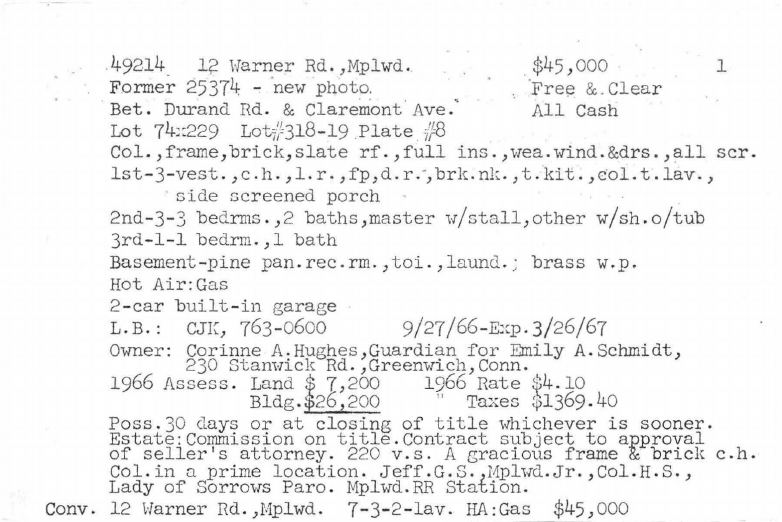 49214 12 Warner Rd.,Mplwd. $45,000 1
Former 25374 - new photo. Free & Clear
Bet. Durand Rd. & Claremont Ave. All Cash
Lot 74x229 Lot#318-19 Plate #8
Col.,frame,brick,slate rf.,full ins.,wea.wind.&drs.,all scr.
1st-3-vest.,c.h.,l.r.,fp,d.r.,brk.nk.,t.kit.,col.t.lav.,
side screened porch
2nd-3-3 bedrms.,2 baths,master w/stall,other w/sh.o/tub
3rd-1-1 bedrm.,1 bath
Basement-pine pan.rec.rm.,toi.,laund.; brass w.p.
Hot Air:Gas
2-car built-in garage
L.B.: CJK, 763-0600 9/27/66-Exp.3/26/67
Owner: Corinne A.Hughes,Guardian for Emily A.Schmidt,
230 Stanwick Rd.,Greenwich,Conn.
1966 Assess. Land $ 7,200 1966 Rate $4.10
Bldg.$26,200 " Taxes $1369.40
Poss.30 days or at closing of title whichever is sooner.
Estate:Commission on title.Contract subject to approval
of seller's attorney. 220 v.s. A gracious frame & brick c.h.
Col.in a prime location. Jeff.G.S.,Mplwd.Jr.,Col.H.S.,
Lady of Sorrows Paro. Mplwd.RR Station.
Conv. 12 Warner Rd.,Mplwd. 7-3-2-lav. HA:Gas $45,000